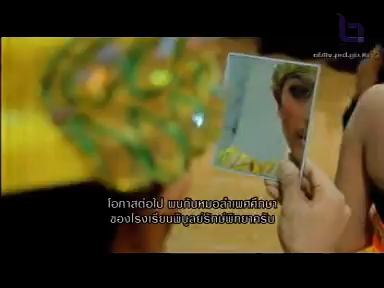 โอกาสต่อไป พบกับหมอลำเพศศึกษา
ของโรงเรียนพิบูลย์รักษ์พิทยาครับ